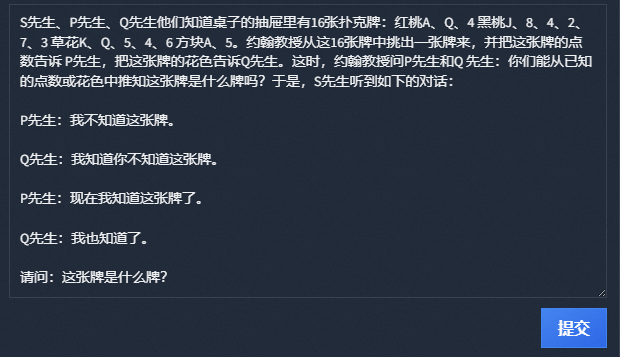 S先生、P先生、Q先生他们知道桌子的抽屉里有16张扑克牌：红桃A、Q、4 黑桃J、8、4、2、
7、3 草花K、Q、5、4、6 方块A、5。约翰教授从这16张牌中挑出一张牌来，并把这张牌的点
数告诉 P先生，把这张牌的花色告诉Q先生。这时，约翰教授问P先生和Q 先生：你们能从已知
的点数或花色中推知这张牌是什么牌吗？于是，S先生听到如下的对话：
P先生：我不知道这张牌。
Q先生：我知道你不知道这张牌。
P先生：现在我知道这张牌了。
Q先生：我也知道了。
请问：这张牌是什么牌？
提交